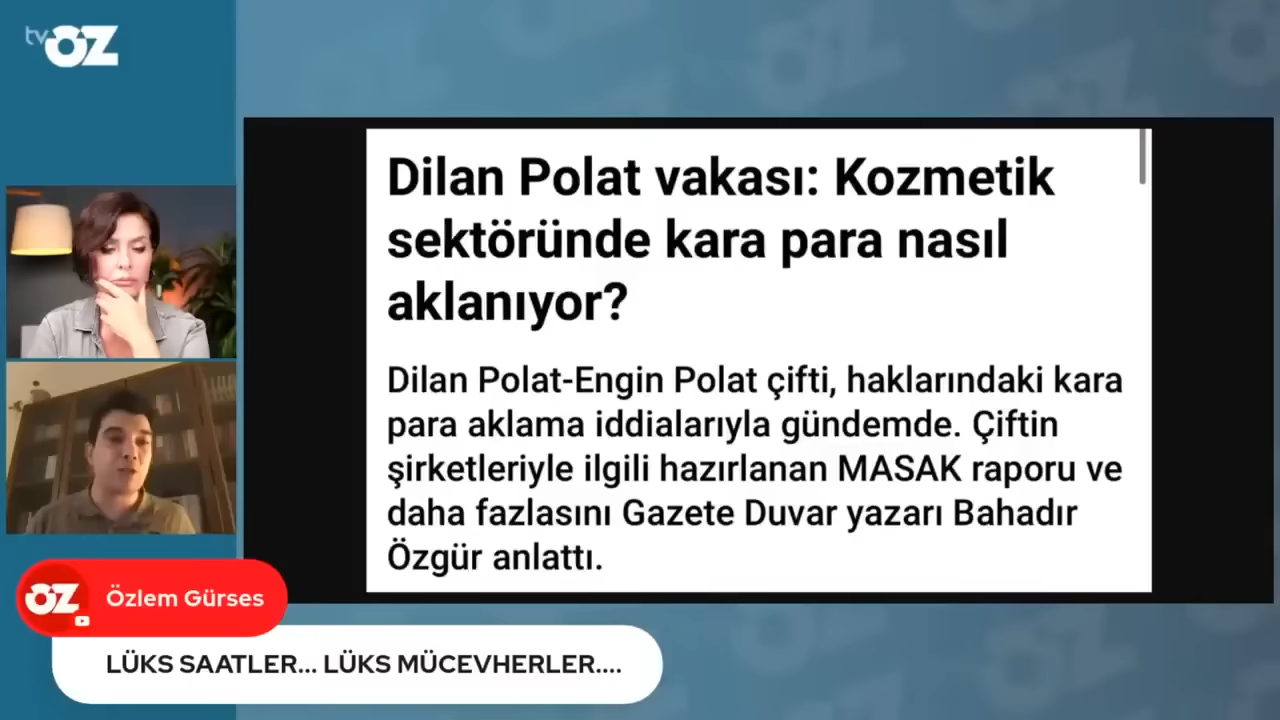 tv ÖZ
Dilan Polat vakası: Kozmetik
sektöründe kara para nasıl
aklanıyor?
Dilan Polat-Engin Polat çifti, haklarındaki kara
para aklama iddialarıyla gündemde. Çiftin
şirketleriyle ilgili hazırlanan MASAK raporu ve
daha fazlasını Gazete Duvar yazarı Bahadır
Özgür anlattı.
ÖZ Özlem Gürses
LÜKS SAATLER... LÜKS MÜCEVHERLER....